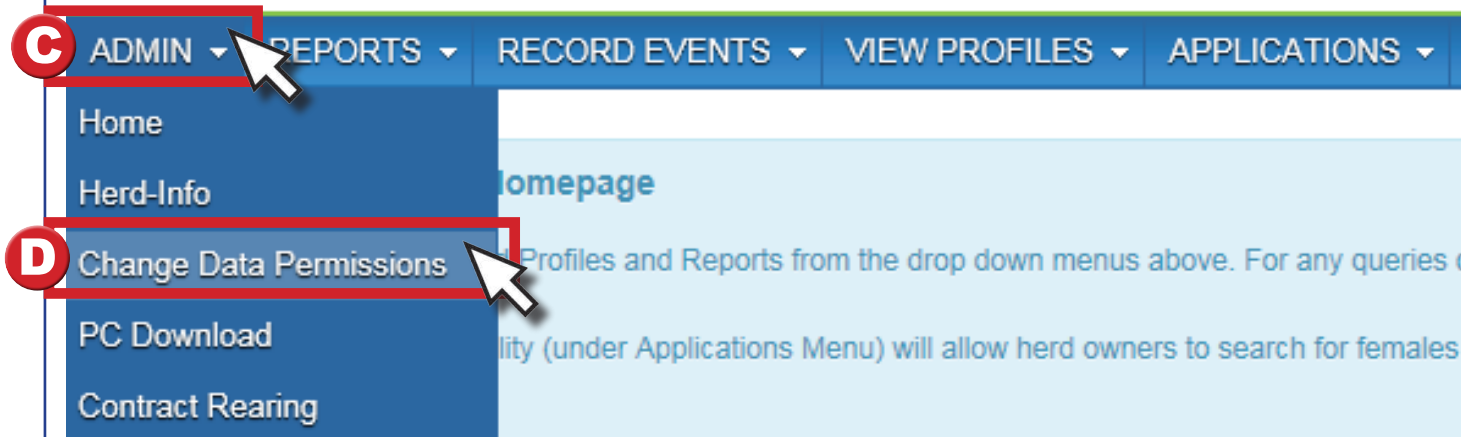 C ADMIN REPORTS RECORD EVENTS VIEW PROFILES APPLICATIONS
Home
Herd-Info
omepage
D Change Data Permissions
Profiles and Reports from the drop down menus above. For any queries
PC Download
lity (under Applications Menu) will allow herd owners to search for females
Contract Rearing